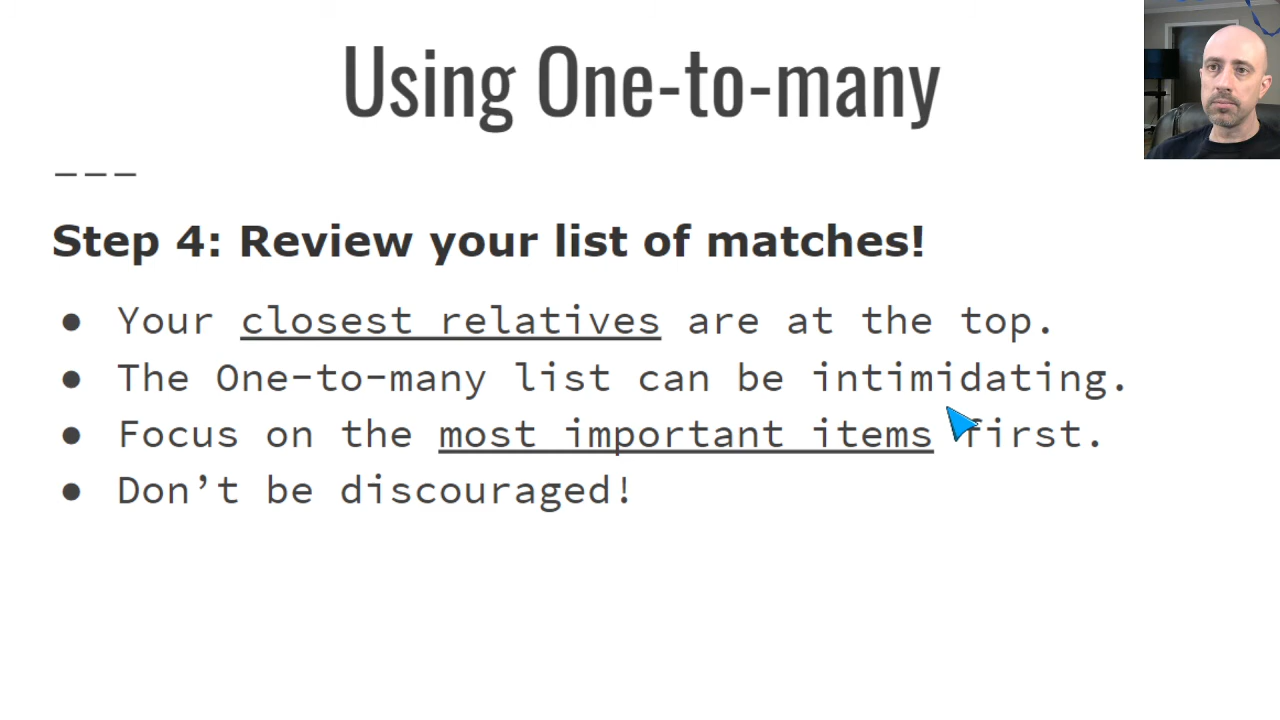 Using One-to-many
---
Step 4: Review your list of matches!
● Your closest relatives are at the top.
● The One-to-many list can be intimidating.
● Focus on the most important items first.
● Don’t be discouraged!